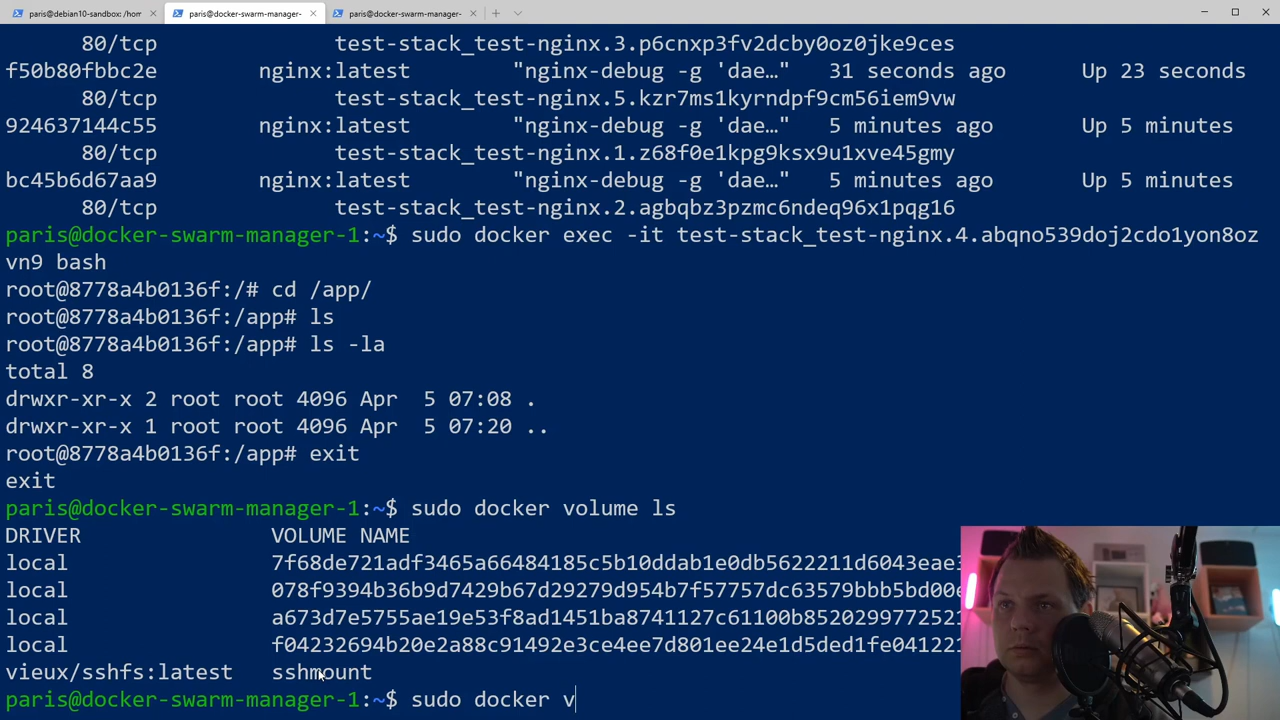 paris@debian10-sandbox: /hom
paris@docker-swarm-manager-
paris@docker-swarm-manager-
80/tcp test-stack_test-nginx.3.p6cnxp3fv2dcby0oz0jke9ces
f50b80fbbc2e nginx:latest "nginx-debug -g 'dae…" 31 seconds ago Up 23 seconds
80/tcp test-stack_test-nginx.5.kzr7ms1kyrndpf9cm56iem9vw
924637144c55 nginx:latest "nginx-debug -g 'dae…" 5 minutes ago Up 5 minutes
80/tcp test-stack_test-nginx.1.z68f0e1kpg9ksx9u1xve45gmy
bc45b6d67aa9 nginx:latest "nginx-debug -g 'dae…" 5 minutes ago Up 5 minutes
80/tcp test-stack_test-nginx.2.agbqbz3pzmc6ndeq96x1pqg16
paris@docker-swarm-manager-1:~$ sudo docker exec -it test-stack_test-nginx.4.abqno539doj2cdo1yon8oz
vn9 bash
root@8778a4b0136f:/# cd /app/
root@8778a4b0136f:/app# ls
root@8778a4b0136f:/app# ls -la
total 8
drwxr-xr-x 2 root root 4096 Apr 5 07:08 .
drwxr-xr-x 1 root root 4096 Apr 5 07:20 ..
root@8778a4b0136f:/app# exit
exit
paris@docker-swarm-manager-1:~$ sudo docker volume ls
DRIVER VOLUME NAME
local 7f68de721adf3465a66484185c5b10ddab1e0db5622211d6043eae3
local 078f9394b36b9d7429b67d29279d954b7f57757dc63579bbb5bd00e
local a673d7e5755ae19e53f8ad1451ba8741127c61100b8520299772521
local f04232694b20e2a88c91492e3ce4ee7d801ee24e1d5ded1fe041221
vieux/sshfs:latest sshmount
paris@docker-swarm-manager-1:~$ sudo docker v